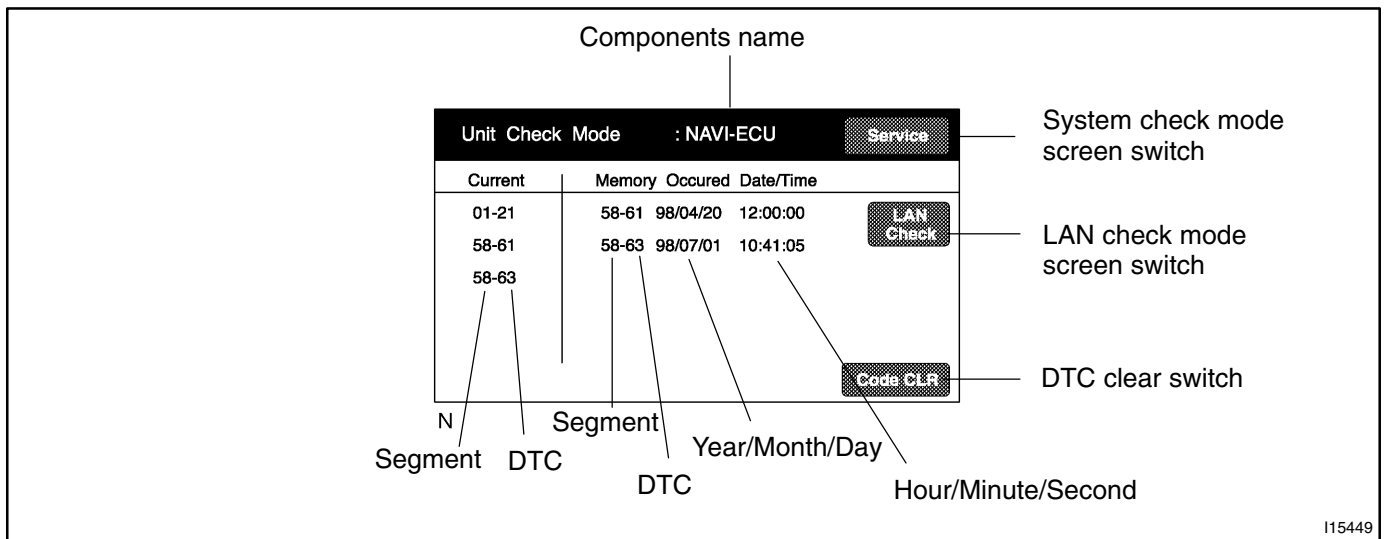 Components name
Unit Check Mode : NAVI-ECU Service
System check mode
screen switch
Current Memory Occured Date/Time
01-21 58-61 98/04/20 12:00:00
LAN
Check
58-61 58-63 98/07/01 10:41:05
58-63
LAN check mode
screen switch
Code CLR
DTC clear switch
N
Segment DTC
Segment
DTC
Year/Month/Day
Hour/Minute/Second
I15449